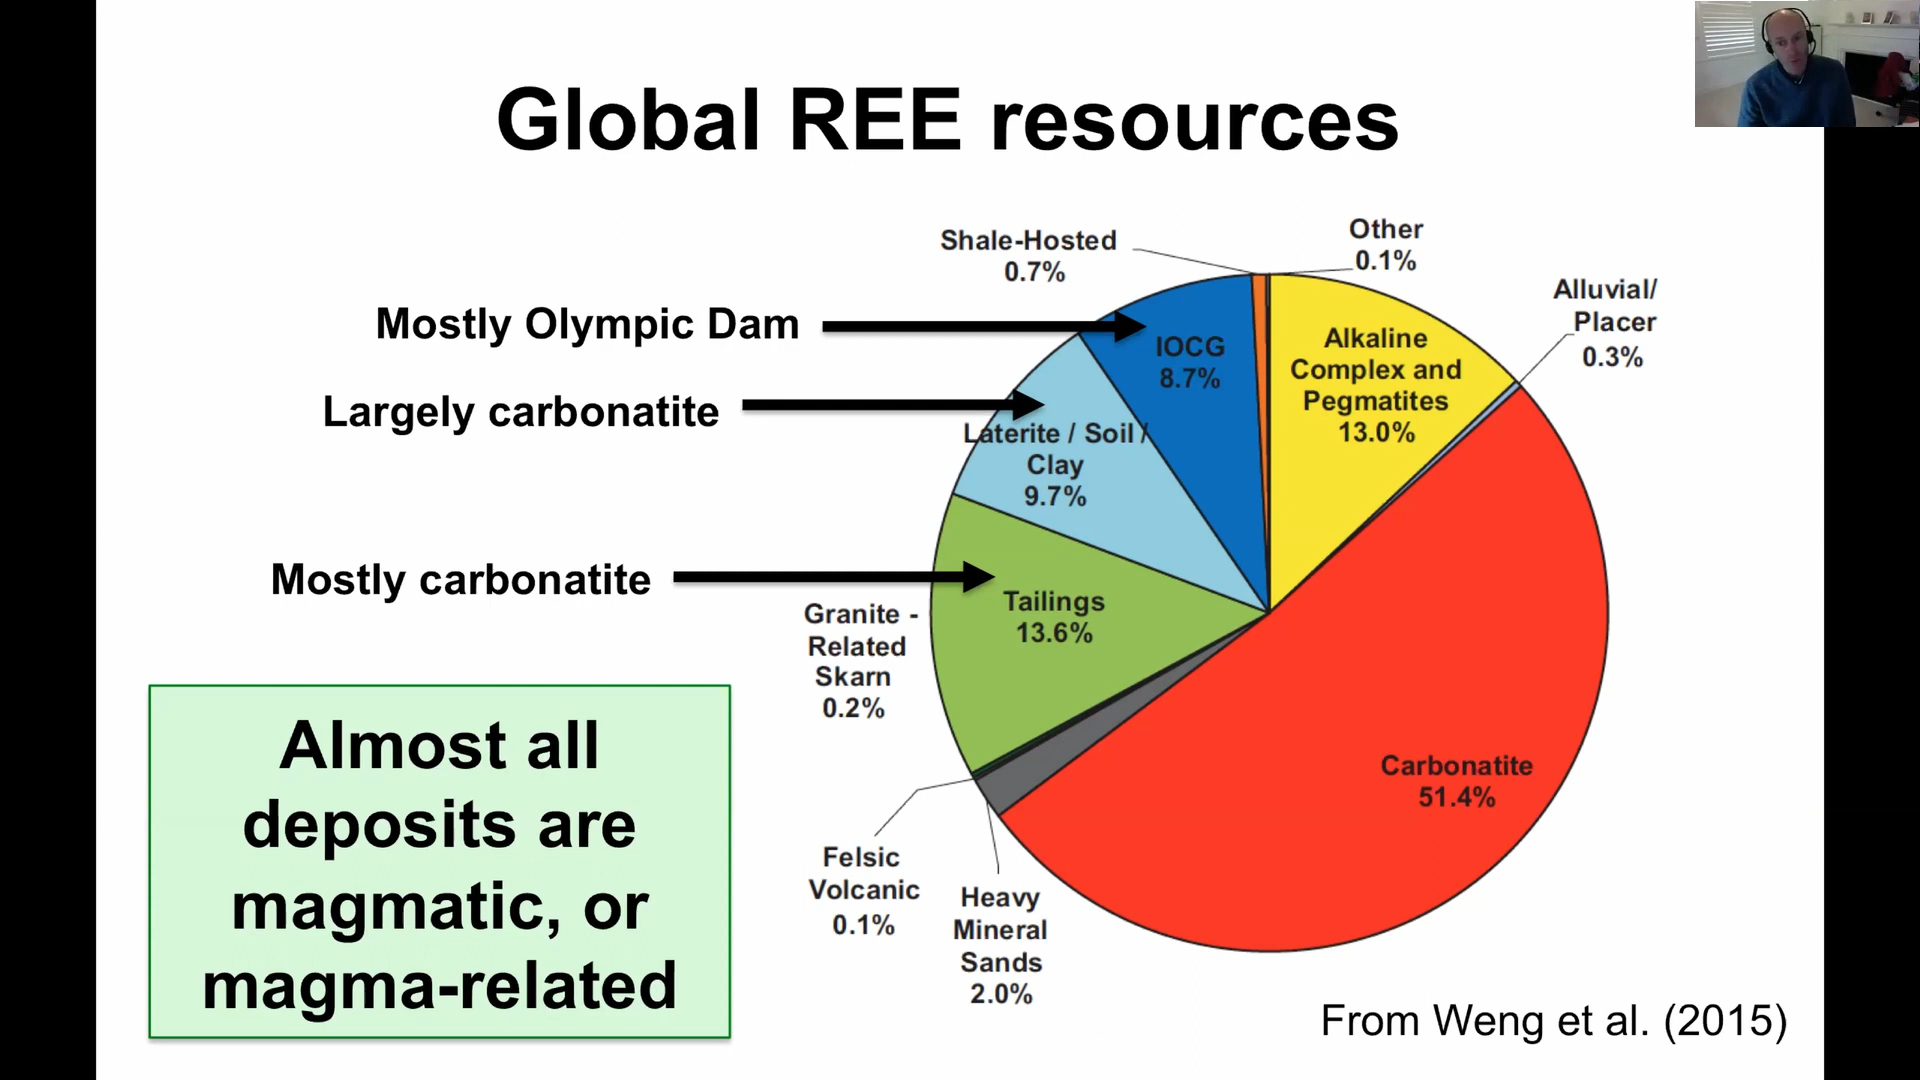 Global REE resources
Shale-Hosted
0.7%
Other
0.1%
Alluvial/
Placer
0.3%
Mostly Olympic Dam
IOCG
8.7%
Alkaline
Complex and
Pegmatites
13.0%
Largely carbonatite
Laterite / Soil /
Clay
9.7%
Mostly carbonatite
Tailings
13.6%
Granite -
Related
Skarn
0.2%
Carbonatite
51.4%
Felsic
Volcanic
0.1%
Heavy
Mineral
Sands
2.0%
Almost all
deposits are
magmatic, or
magma-related
From Weng et al. (2015)